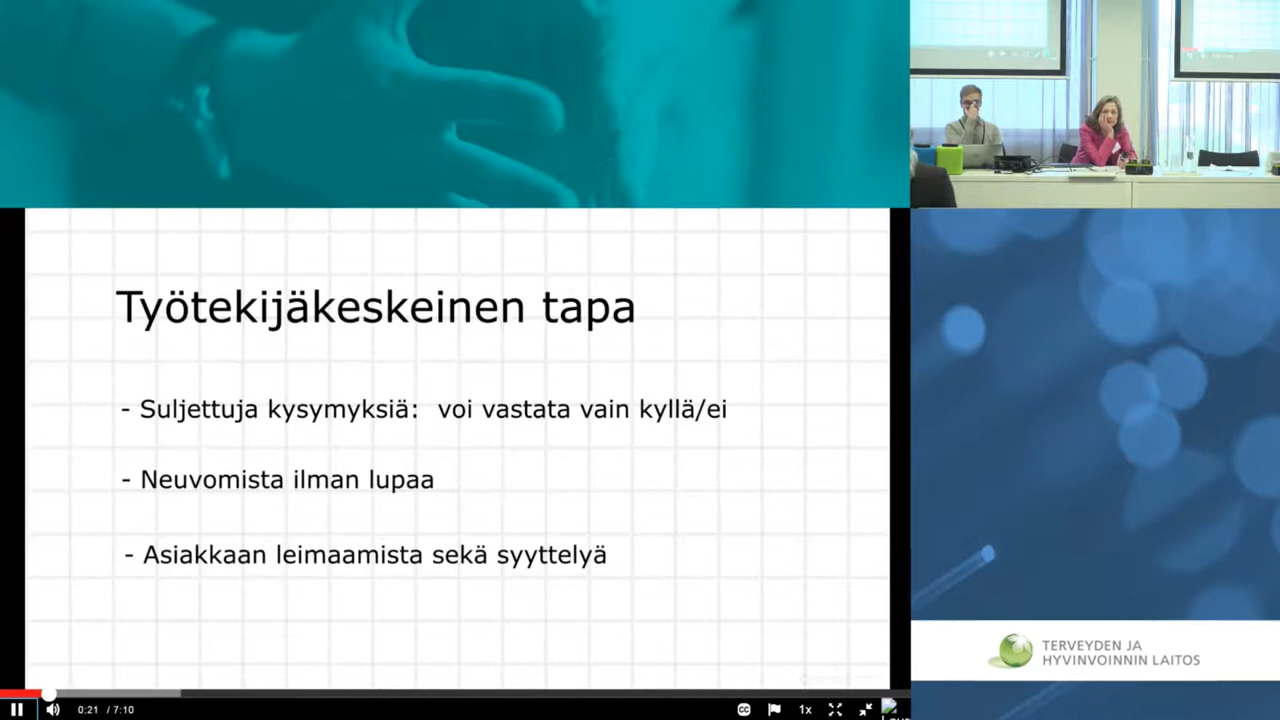 Työtekijäkeskeinen tapa
- Suljettuja kysymyksiä: voi vastata vain kyllä/ei
- Neuvomista ilman lupaa
- Asiakkaan leimaamista sekä syyttelyä
TERVEYDEN JA
HYVINVOINNIN LAITOS
0:21 / 7:10
CC
1x